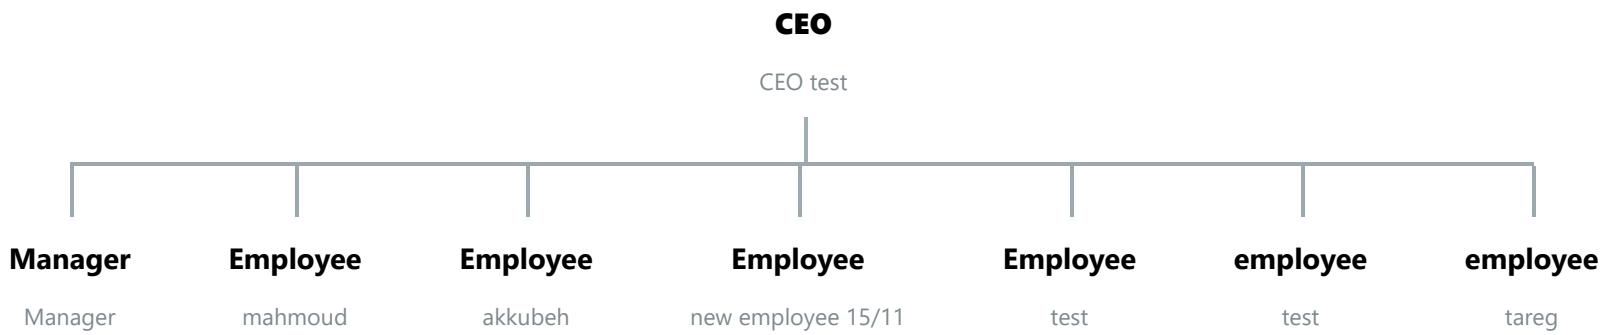 CEO
CEO test
Manager Employee Employee Employee Employee employee employee
Manager mahmoud akkubeh new employee 15/11 test test tareg